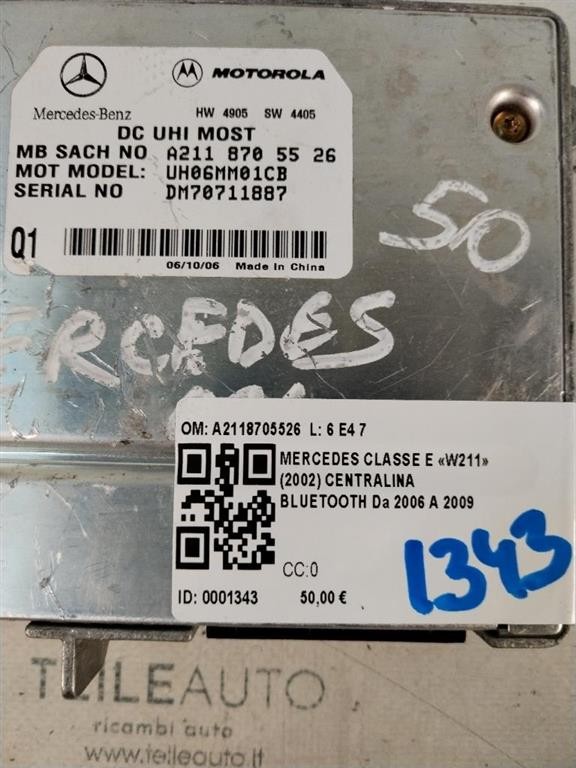 MOTOROLA
Mercedes-Benz
HW 4905 SW 4405
DC UHI MOST
MB SACH NO A211 870 55 26
MOT MODEL: UH06MM01CB
SERIAL NO DM70711887
Q1
06/10/06 Made in China
50
ERCEDES
OM: A2118705526 L: 6 E4 7
MERCEDES CLASSE E «W211»
(2002) CENTRALINA
BLUETOOTH Da 2006 A 2009
CC:0
ID: 0001343 50,00 €
1343
TEILEAUTO
ricambi auto
www.teileauto.it